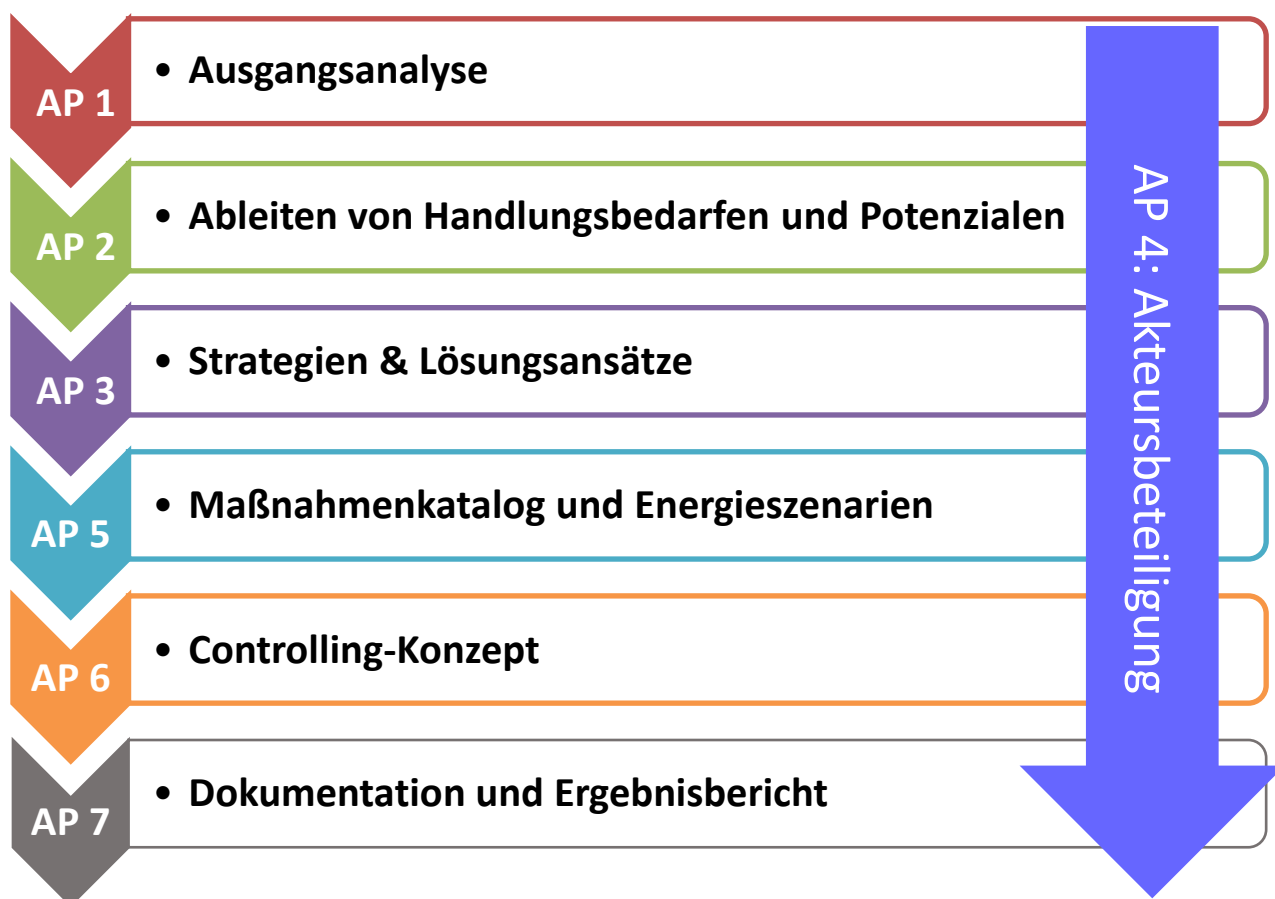 AP 1
• Ausgangsanalyse
AP 2
• Ableiten von Handlungsbedarfen und Potenzialen
AP 3
• Strategien & Lösungsansätze
AP 5
• Maßnahmenkatalog und Energieszenarien
AP 6
• Controlling-Konzept
AP 7
• Dokumentation und Ergebnisbericht
AP 4: Akteursbeteiligung